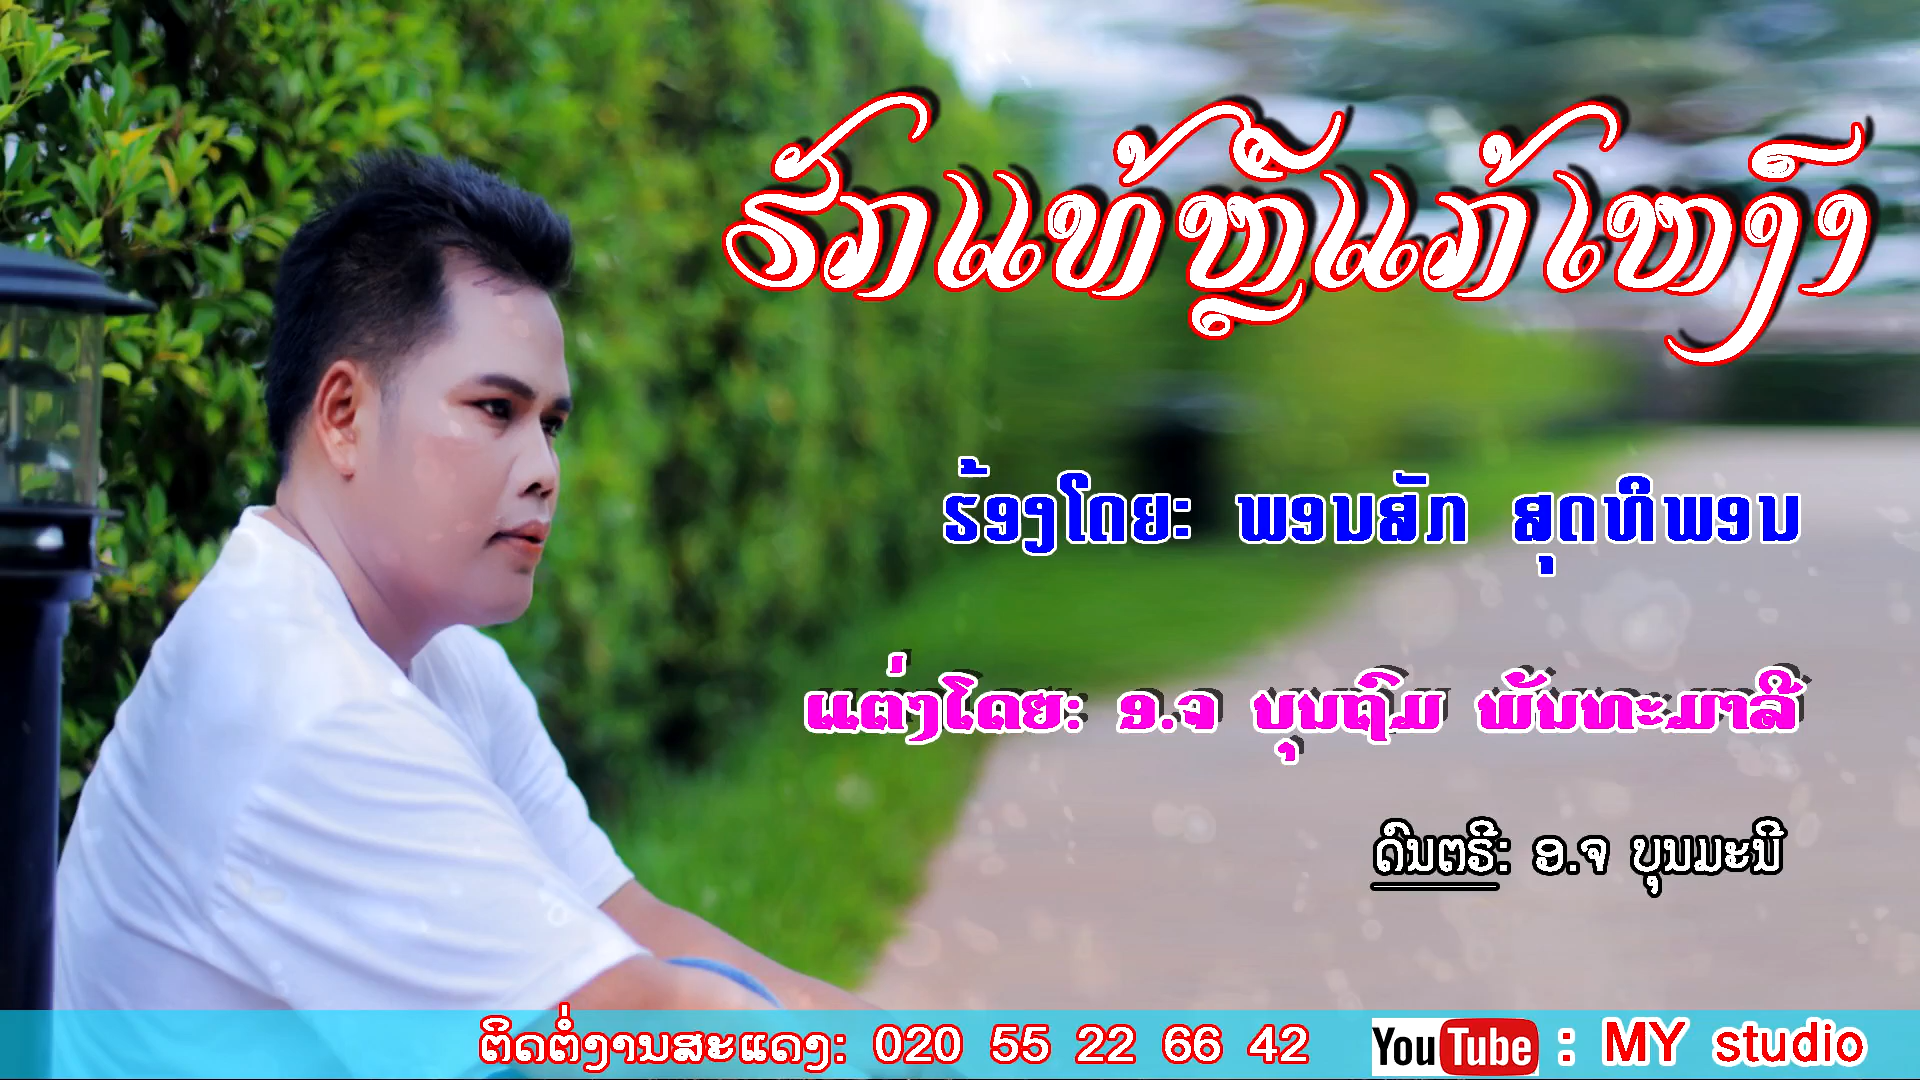 ຮັກແທ້ຫຼືແກ້ເຫງົາ
ຮ້ອງໂດຍ: ພອນສັກ ສຸດທິພອນ
ແຕ່ງໂດຍ: ອ.ຈ ບຸນຖົມ ພັນທະມາລີ
ດົນຕຣີ: ອ.ຈ ບຸນມະນີ
ຕິດຕໍ່ງານສະແດງ: 020 55 22 66 42 YouTube : MY studio